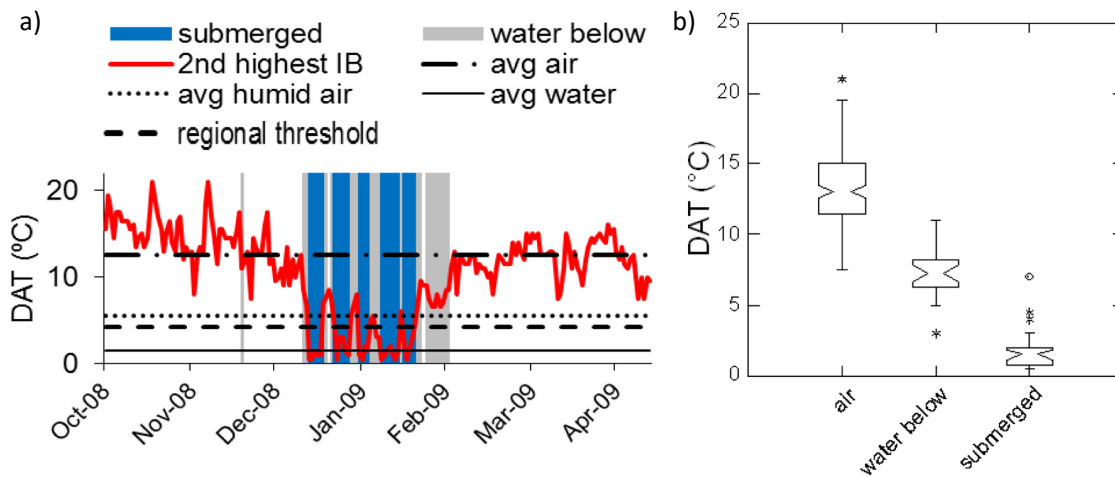 a)
submerged
water below
2nd highest IB
avg air
avg humid air
avg water
regional threshold
DAT (ºC)
20
10
0
Oct-08
Nov-08
Dec-08
Jan-09
Feb-09
Mar-09
Apr-09
b)
DAT (°C)
25
20
15
10
5
0
air
water below
submerged